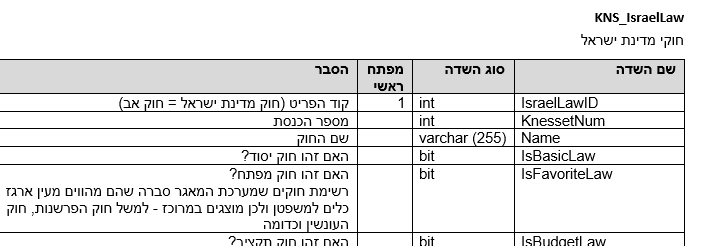 KNS_IsraelLaw
חוקי מדינת ישראל
שם השדה סוג השדה מפתח ראשי הסבר
IsraelLawID int 1 קוד הפריט (חוק מדינת ישראל = חוק אב)
KnessetNum int מספר הכנסת
Name varchar (255) שם החוק
IsBasicLaw bit האם זהו חוק יסוד?
IsFavoriteLaw bit האם זהו חוק מפתח?
רשימת חוקים שמערכת המאגר סברה שהם מהווים מעין ארגז
כלים למשפטן ולכן מוצגים במרוכז - למשל חוק הפרשנות, חוק
העונשין וכדומה
IsBudgetLaw bit האם זהו חוק תקציב?